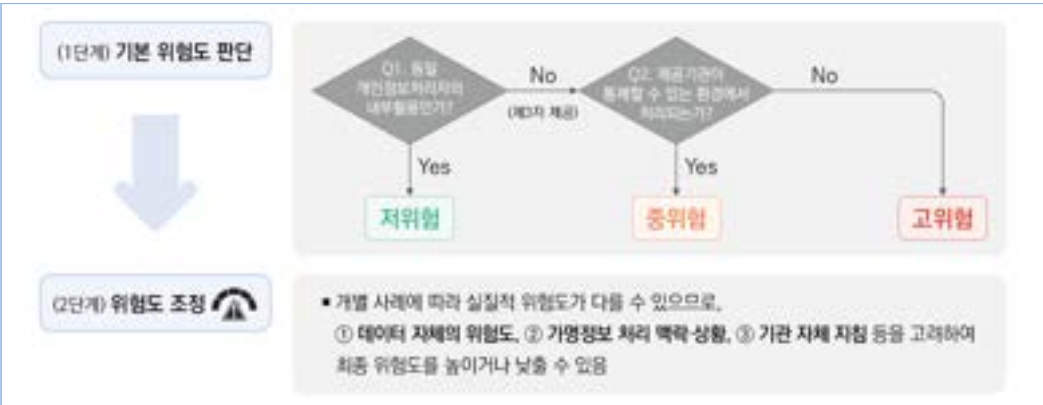 (1단계) 기본 위험도 판단
Q1. 동일
개인정보처리자의
내부활용인가?
No
(제3자 제공)
Q2. 제공기관이
통제할 수 있는 환경에서
처리되는가?
No
Yes
Yes
저위험
중위험
고위험
(2단계) 위험도 조정
▪ 개별 사례에 따라 실질적 위험도가 다를 수 있으므로,
① 데이터 자체의 위험도, ② 가명정보 처리 맥락·상황, ③ 기관 자체 지침 등을 고려하여
최종 위험도를 높이거나 낮출 수 있음